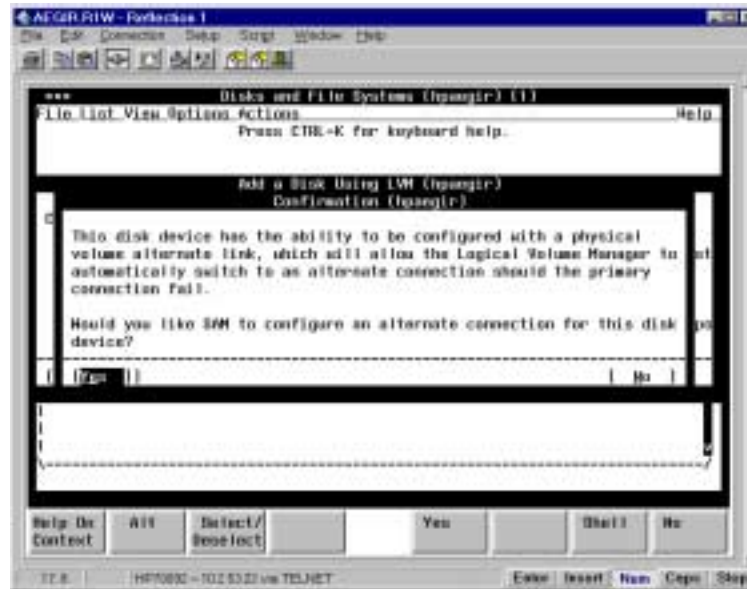 AEGIR.R1W - Reflection 1
File Edit Connection Setup Script Window Help
Disks and File Systems (hpaegir) (1)
File List View Options Actions Help
Press CTRL-K for keyboard help.
Add a Disk Using LVM (hpaegir)
Confirmation (hpaegir)
This disk device has the ability to be configured with a physical
volume alternate link, which will allow the Logical Volume Manager to
automatically switch to an alternate connection should the primary
connection fail.
Would you like SAM to configure an alternate connection for this disk
device?
[[Yes ]] [ No ]
Help On Context
Alt
Select/ Deselect
Yes
Shell
No
HP70092 -
via TELNET
Enter Insert Num Caps Stop